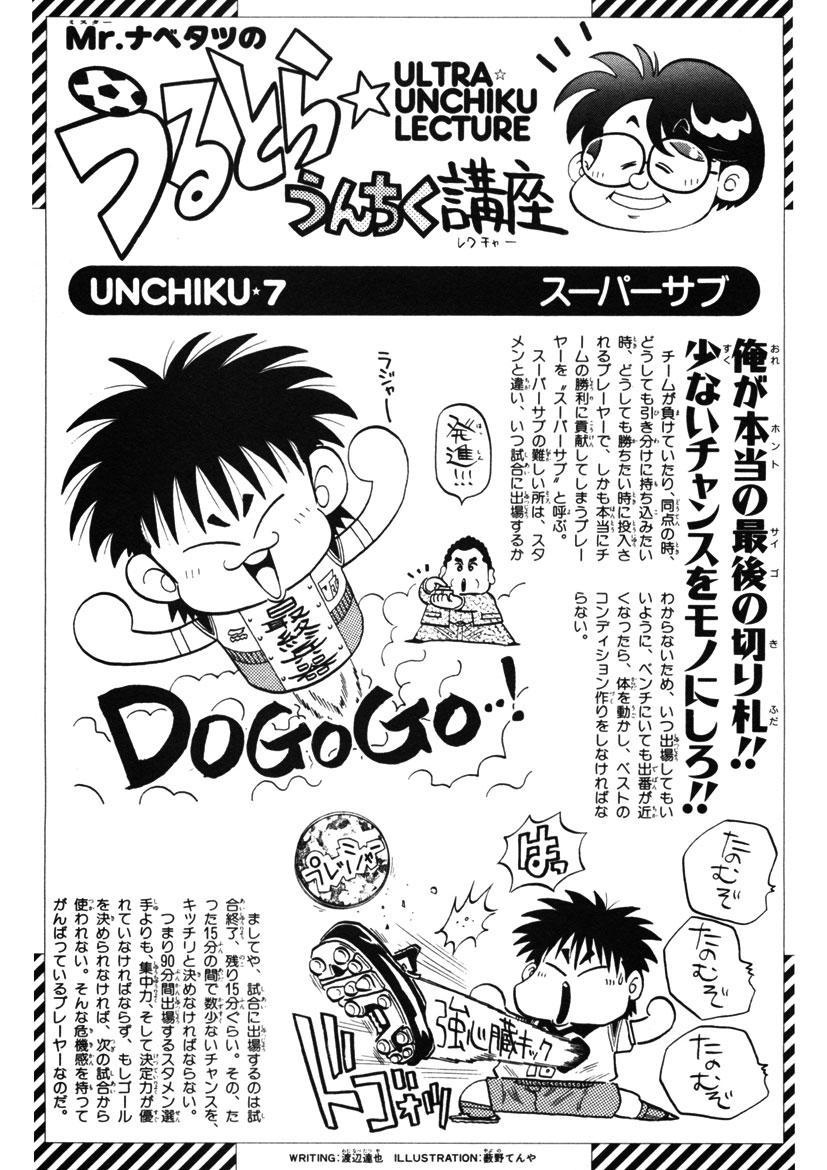 Mr.ナベタツの
うるとら☆
ULTRA☆
UNCHIKU
LECTURE
うんちく講座
レクチャー
UNCHIKU☆7
スーパーサブ
俺が本当の最後の切り札!!
少ないチャンスをモノにしろ!!
チームが負けていたり、同点の時、
どうしても引き分けに持ち込みたい
時、どうしても勝ちたい時に投入さ
れるプレーヤーで、しかも本当にチ
ームの勝利に貢献してしまうプレー
ヤーを〝スーパーサブ〟と呼ぶ。
スーパーサブの難しい所は、スタ
メンと違い、いつ試合に出場するか
わからないため、いつ出場してもい
いように、ベンチにいても出番が近
くなったら、体を動かし、ベストの
コンディション作りをしなければな
らない。
ラジャー
発進!!!
最終兵器
DOGOGO…!
たのむぞ
たのむぞ
たのむぞ
はっ
プレッシャー
強心臓キック
ドゴォッ
ましてや、試合に出場するのは試
合終了、残り15分ぐらい。その、た
った15分の間で数少ないチャンスを、
キッチリと決めなければならない。
つまり90分間出場するスタメン選
手よりも、集中力、そして決定力が優
れていなければならず、もしゴール
を決められなければ、次の試合から
使われない。そんな危機感を持って
がんばっているプレーヤーなのだ。
WRITING:渡辺達也 ILLUSTRATION:藪野てんや